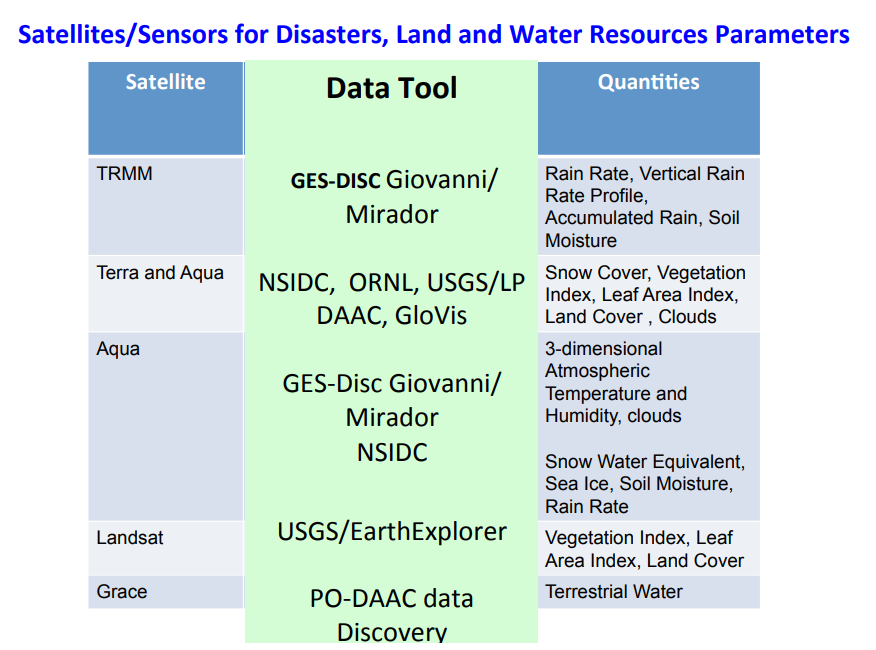 Satellites/Sensors for Disasters, Land and Water Resources Parameters
Satellite
Data Tool
Quantities
TRMM
GES-DISC Giovanni/
Mirador
Rain Rate, Vertical Rain
Rate Profile,
Accumulated Rain, Soil
Moisture
Terra and Aqua
NSIDC, ORNL, USGS/LP
DAAC, GloVis
Snow Cover, Vegetation
Index, Leaf Area Index,
Land Cover , Clouds
Aqua
GES-Disc Giovanni/
Mirador
NSIDC
3-dimensional
Atmospheric
Temperature and
Humidity, clouds
Snow Water Equivalent,
Sea Ice, Soil Moisture,
Rain Rate
Landsat
USGS/EarthExplorer
Vegetation Index, Leaf
Area Index, Land Cover
Grace
PO-DAAC data
Discovery
Terrestrial Water